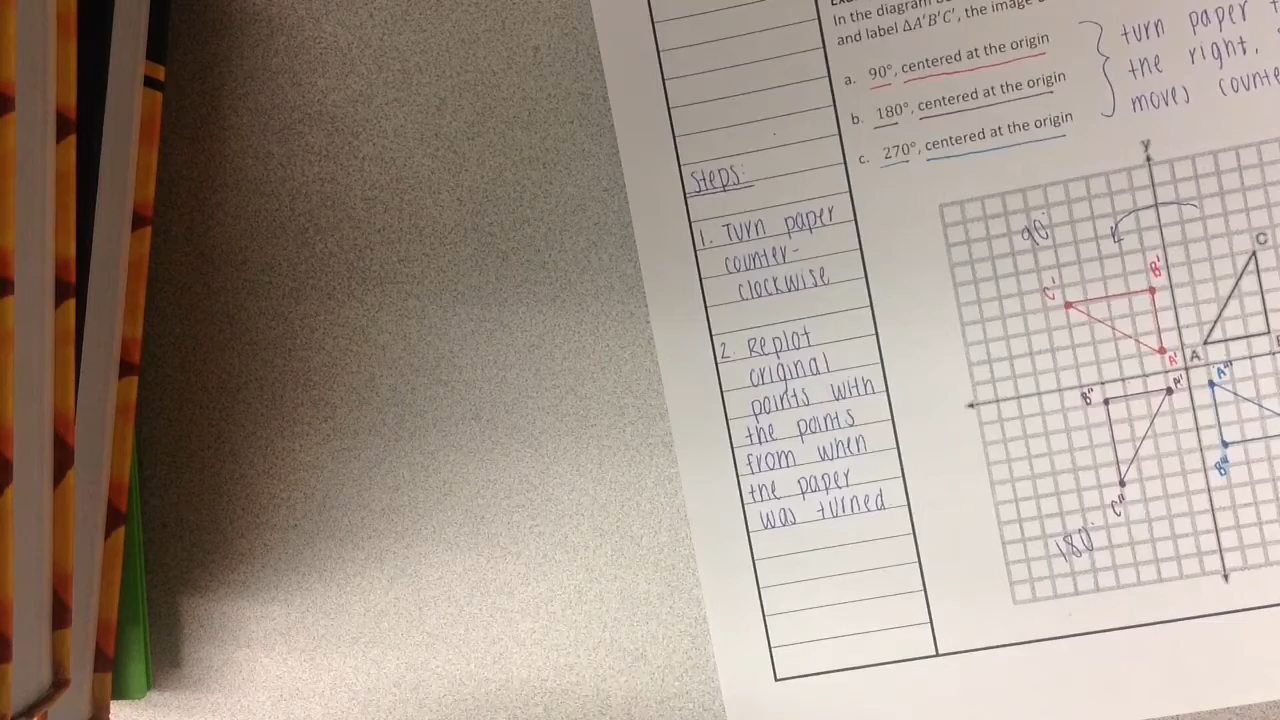 In the diagram
and label ΔA'B'C', the image
a. 90°, centered at the origin
b. 180°, centered at the origin
c. 270°, centered at the origin
turn paper
the right,
moves
steps:
1. Turn paper
counter-
clockwise
2. Replot
original
points with
the points
from when
the paper
was turned
y
90°
C
C'
B'
A'
A
A'''
B''
A''
B'''
C''
180°